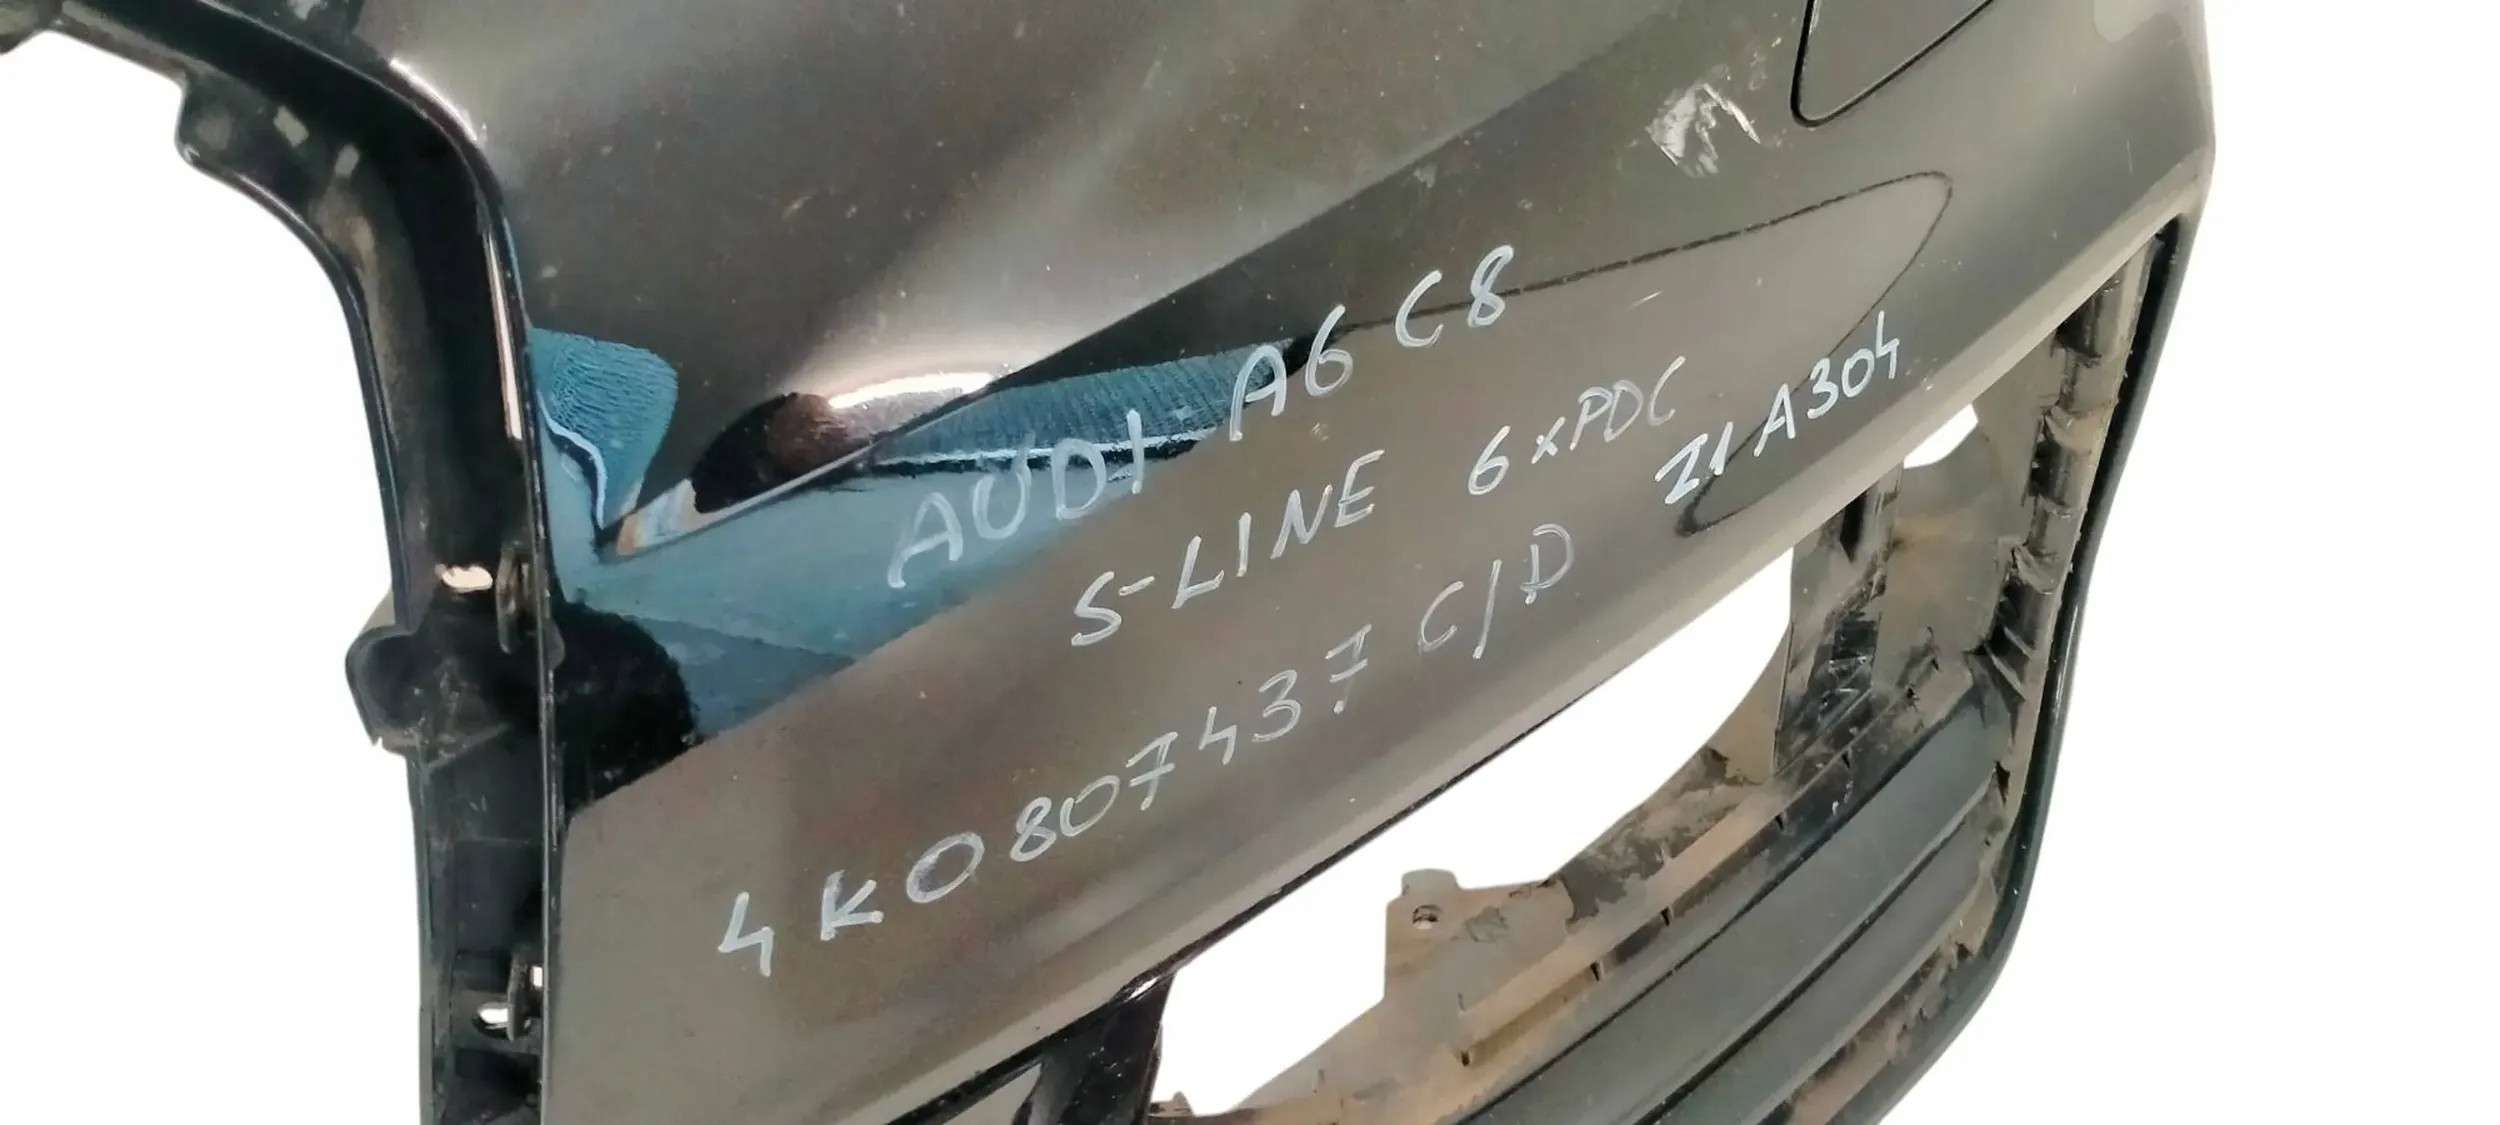 AUDI A6 C8
S-LINE 6xPDC
4K0807437 C/D
Z1A304